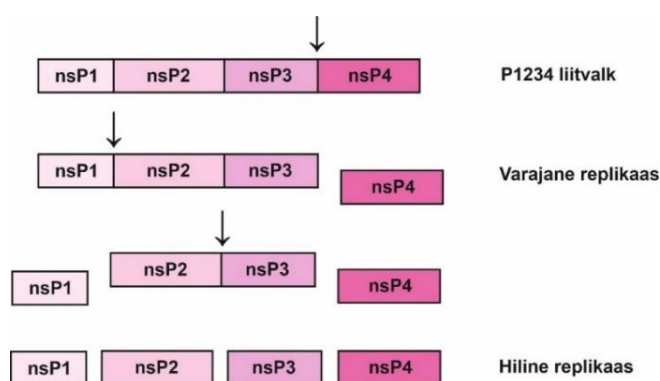 nsP1 nsP2 nsP3 nsP4 P1234 liitvalk
nsP1 nsP2 nsP3 nsP4 Varajane replikaas
nsP1 nsP2 nsP3 nsP4
nsP1 nsP2 nsP3 nsP4 Hiline replikaas